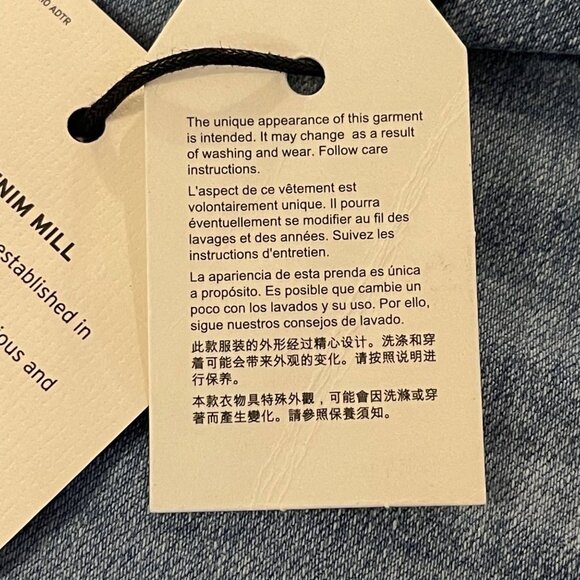 ADTR
NIM MILL
established in
ious and
The unique appearance of this garment
is intended. It may change as a result
of washing and wear. Follow care
instructions.
L'aspect de ce vêtement est
volontairement unique. Il pourra
éventuellement se modifier au fil des
lavages et des années. Suivez les
instructions d'entretien.
La apariencia de esta prenda es única
a propósito. Es posible que cambie un
poco con los lavados y su uso. Por ello,
sigue nuestros consejos de lavado.
此款服装的外形经过精心设计。洗涤和穿
着可能会带来外观的变化。请按照说明进
行保养。
本款衣物具特殊外觀，可能會因洗滌或穿
著而產生變化。請參照保養須知。